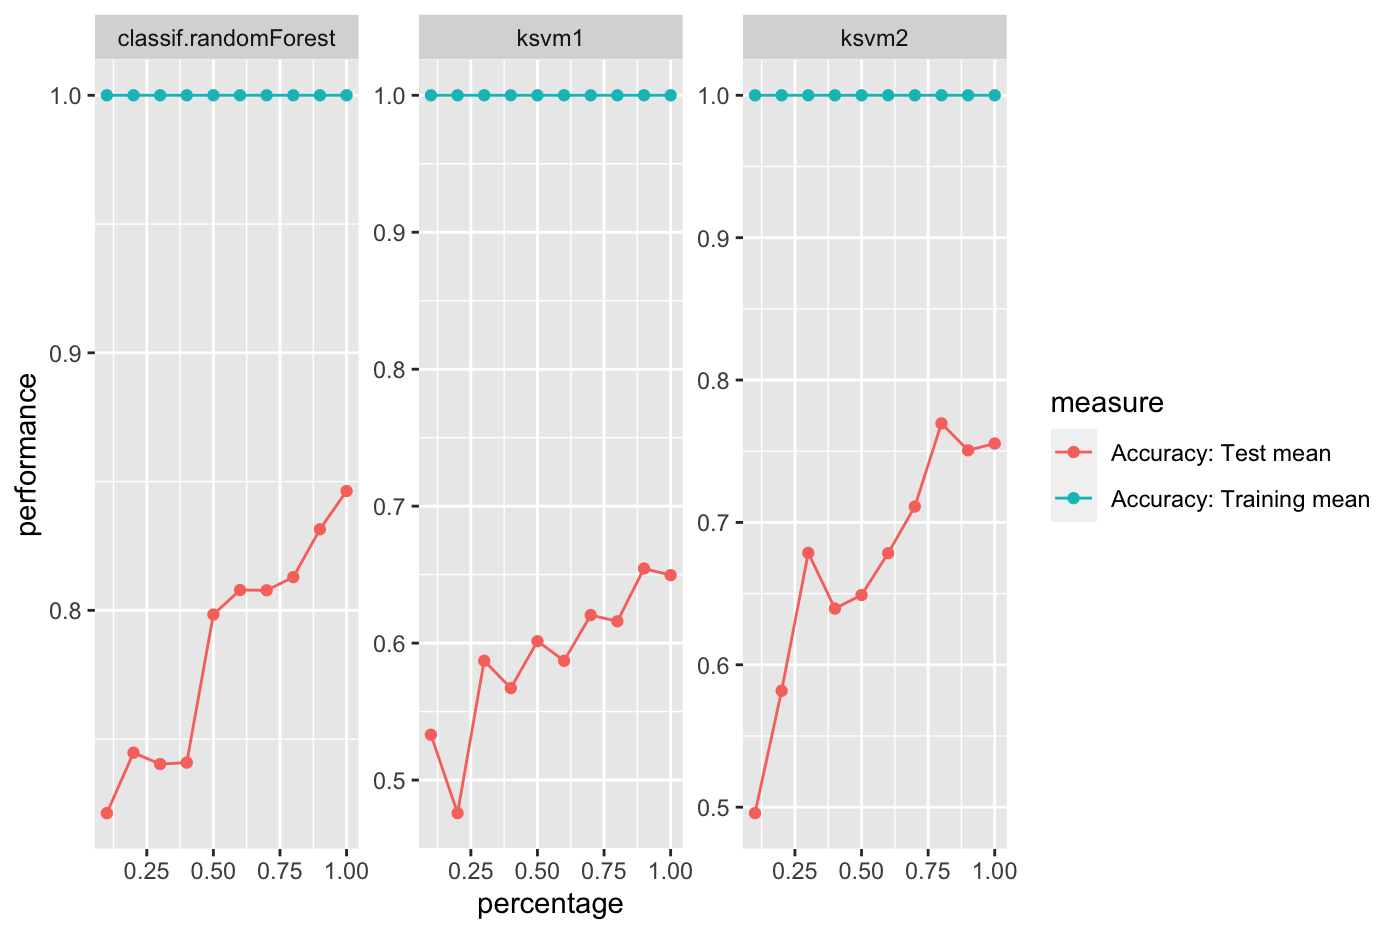 classif.randomForest
ksvm1
ksvm2
performance
1.0
0.9
0.8
1.0
0.9
0.8
0.7
0.6
0.5
1.0
0.9
0.8
0.7
0.6
0.5
0.25 0.50 0.75 1.00
0.25 0.50 0.75 1.00
0.25 0.50 0.75 1.00
percentage
measure
Accuracy: Test mean
Accuracy: Training mean